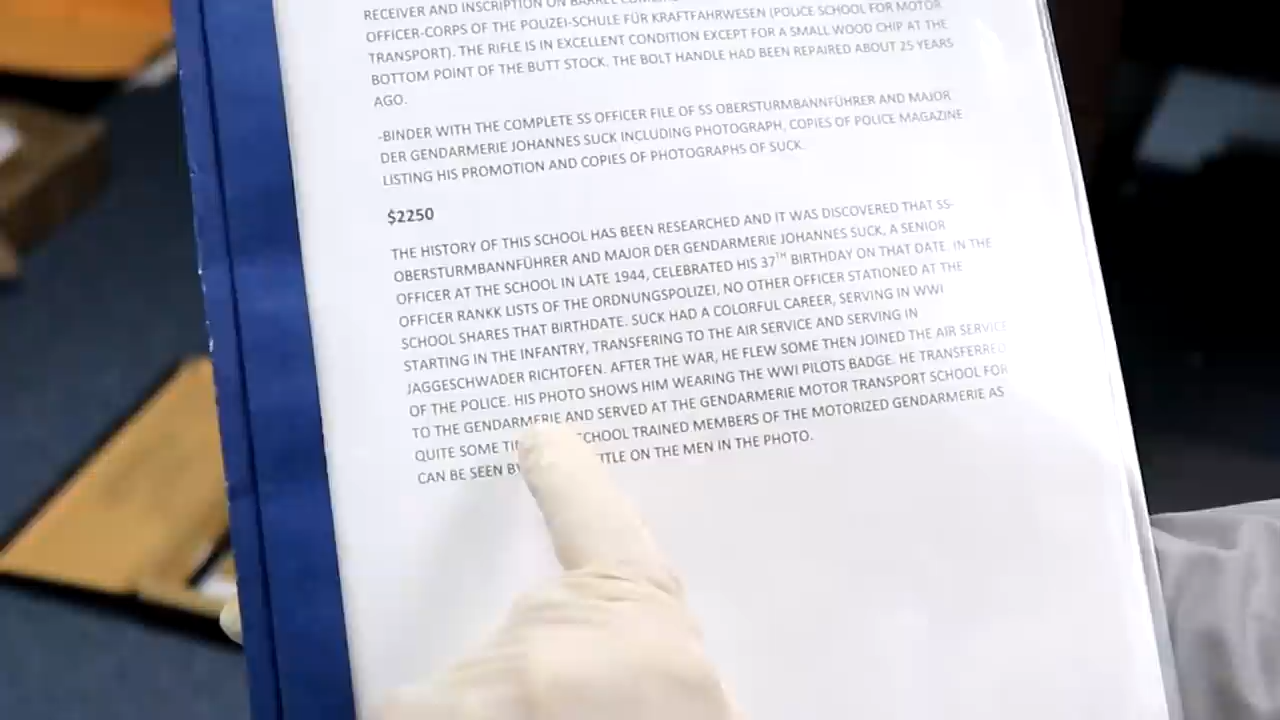 RECEIVER AND INSCRIPTION ON BARREL
OFFICER-CORPS OF THE POLIZEI-SCHULE FÜR KRAFTFAHRWESEN (POLICE SCHOOL FOR MOTOR
TRANSPORT). THE RIFLE IS IN EXCELLENT CONDITION EXCEPT FOR A SMALL WOOD CHIP AT THE
BOTTOM POINT OF THE BUTT STOCK. THE BOLT HANDLE HAD BEEN REPAIRED ABOUT 25 YEARS
AGO.
-BINDER WITH THE COMPLETE SS OFFICER FILE OF SS OBERSTURMBANNFÜHRER AND MAJOR
DER GENDARMERIE JOHANNES SUCK INCLUDING PHOTOGRAPH, COPIES OF POLICE MAGAZINE
LISTING HIS PROMOTION AND COPIES OF PHOTOGRAPHS OF SUCK.
$2250
THE HISTORY OF THIS SCHOOL HAS BEEN RESEARCHED AND IT WAS DISCOVERED THAT SS-
OBERSTURMBANNFÜHRER AND MAJOR DER GENDARMERIE JOHANNES SUCK, A SENIOR
OFFICER AT THE SCHOOL IN LATE 1944, CELEBRATED HIS 37TH BIRTHDAY ON THAT DATE. IN THE
OFFICER RANKK LISTS OF THE ORDNUNGSPOLIZEI, NO OTHER OFFICER STATIONED AT THE
SCHOOL SHARES THAT BIRTHDATE. SUCK HAD A COLORFUL CAREER, SERVING IN WWI
STARTING IN THE INFANTRY, TRANSFERING TO THE AIR SERVICE AND SERVING IN
JAGGESCHWADER RICHTOFEN. AFTER THE WAR, HE FLEW SOME THEN JOINED THE AIR SERVICE
OF THE POLICE. HIS PHOTO SHOWS HIM WEARING THE WWI PILOTS BADGE. HE TRANSFERRED
TO THE GENDARMERIE AND SERVED AT THE GENDARMERIE MOTOR TRANSPORT SCHOOL FOR
QUITE SOME SCHOOL TRAINED MEMBERS OF THE MOTORIZED GENDARMERIE AS
CAN BE SEEN ON THE MEN IN THE PHOTO.